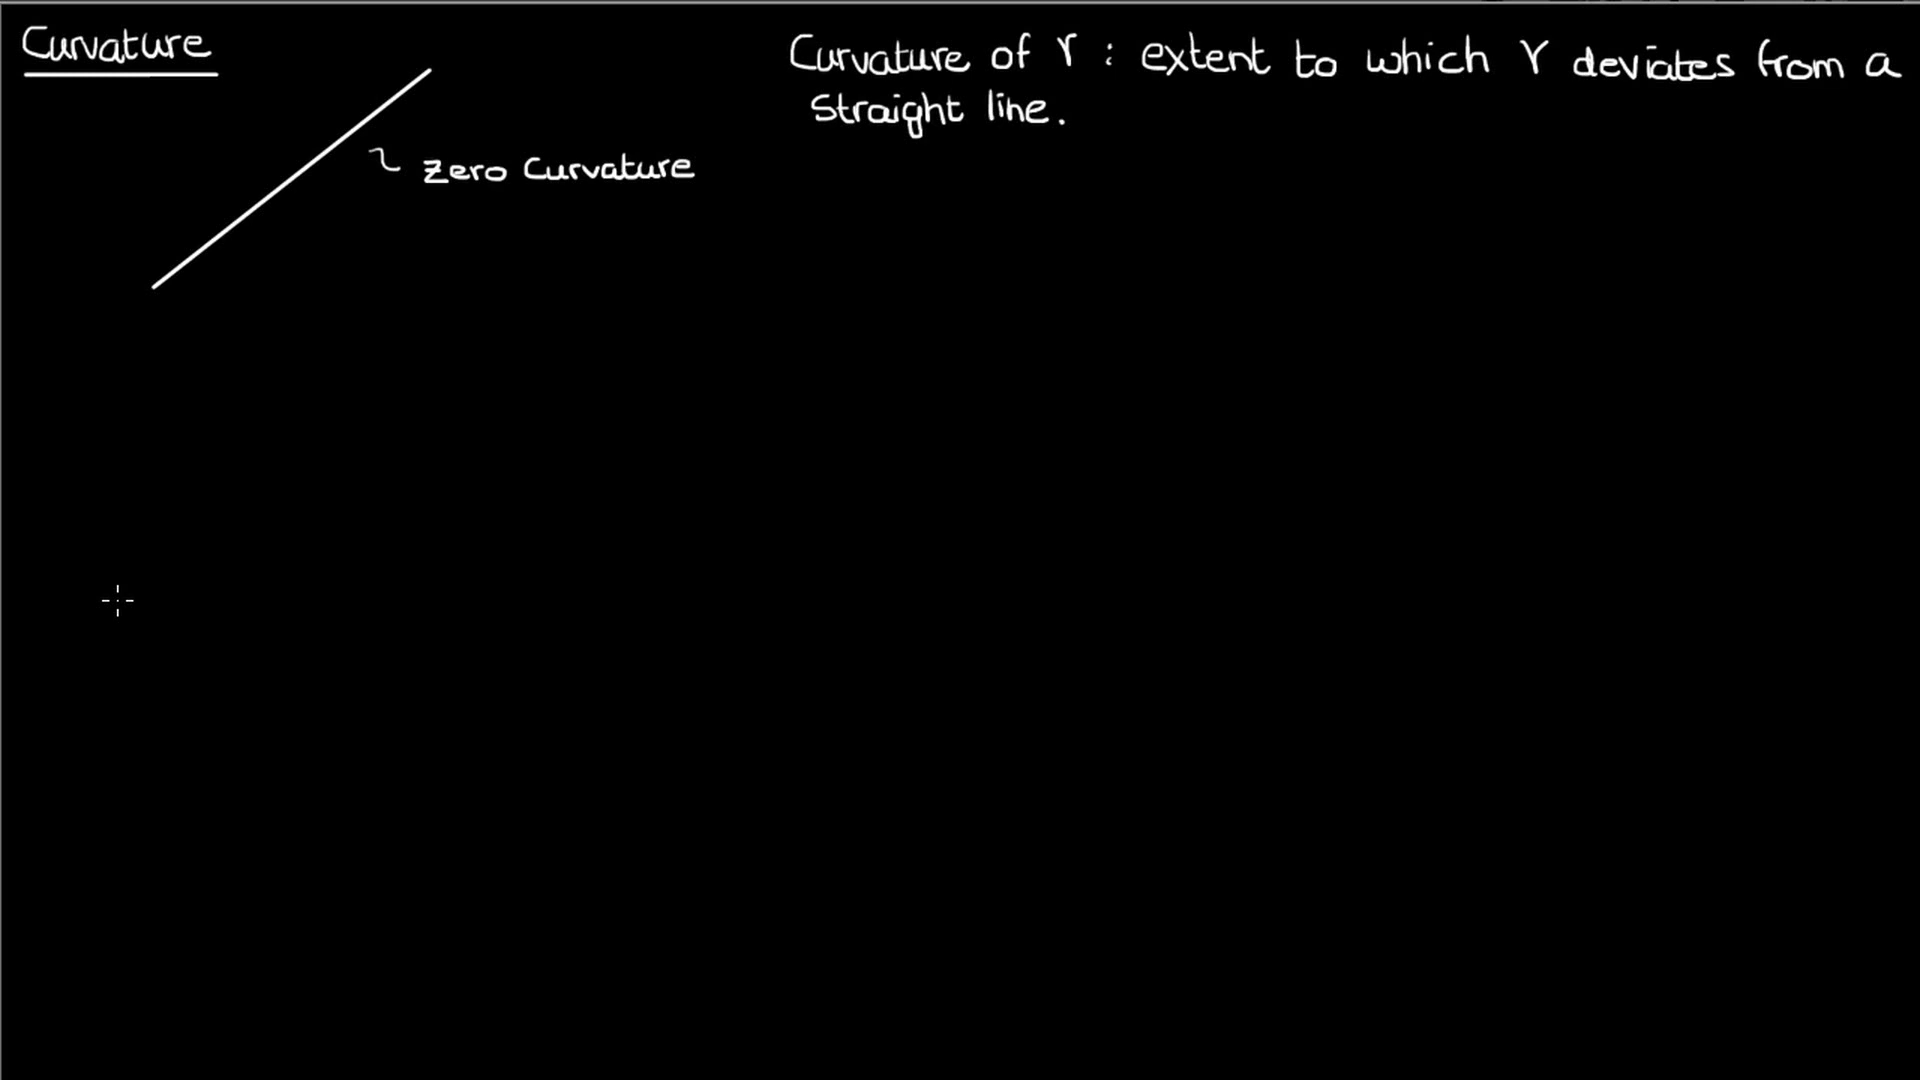 Curvature
Curvature of γ : extent to which γ deviates from a
straight line.
zero curvature